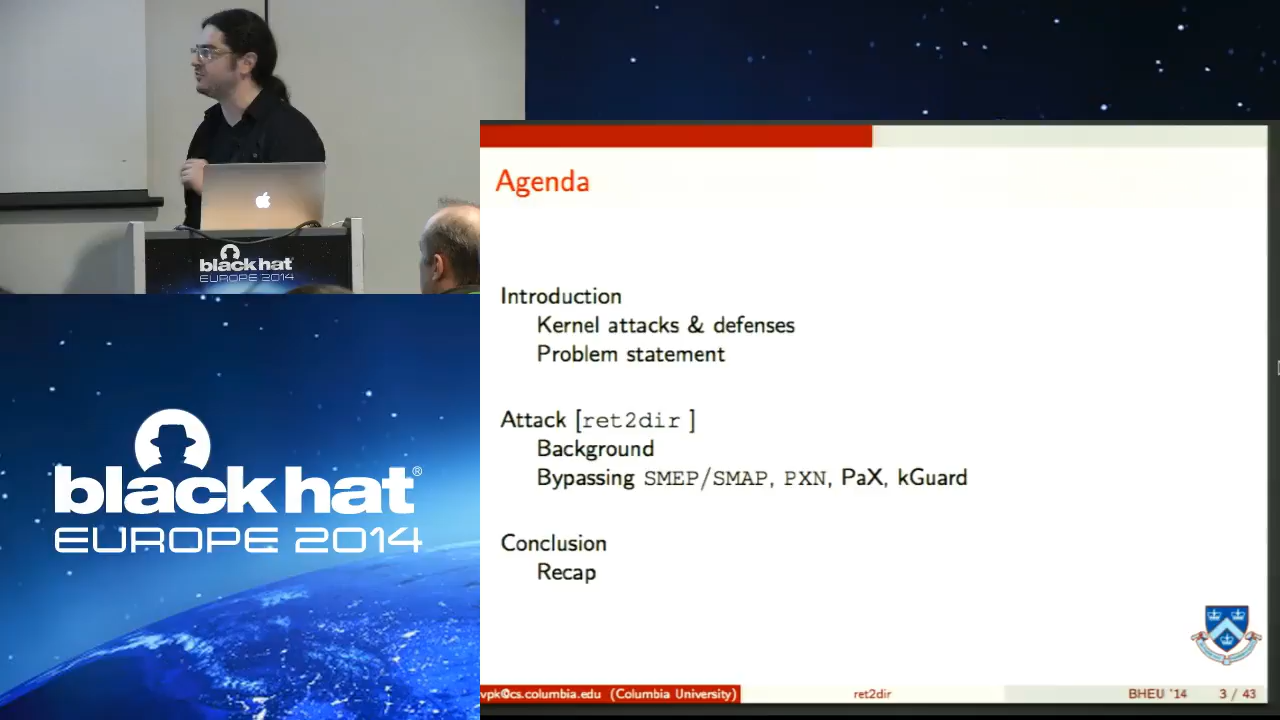 black hat
EUROPE 2014
black hat®
EUROPE 2014
Agenda
Introduction
Kernel attacks & defenses
Problem statement
Attack [ret2dir ]
Background
Bypassing SMEP/SMAP, PXN, PaX, kGuard
Conclusion
Recap
vpk@cs.columbia.edu (Columbia University) ret2dir BHEU '14 3 / 43